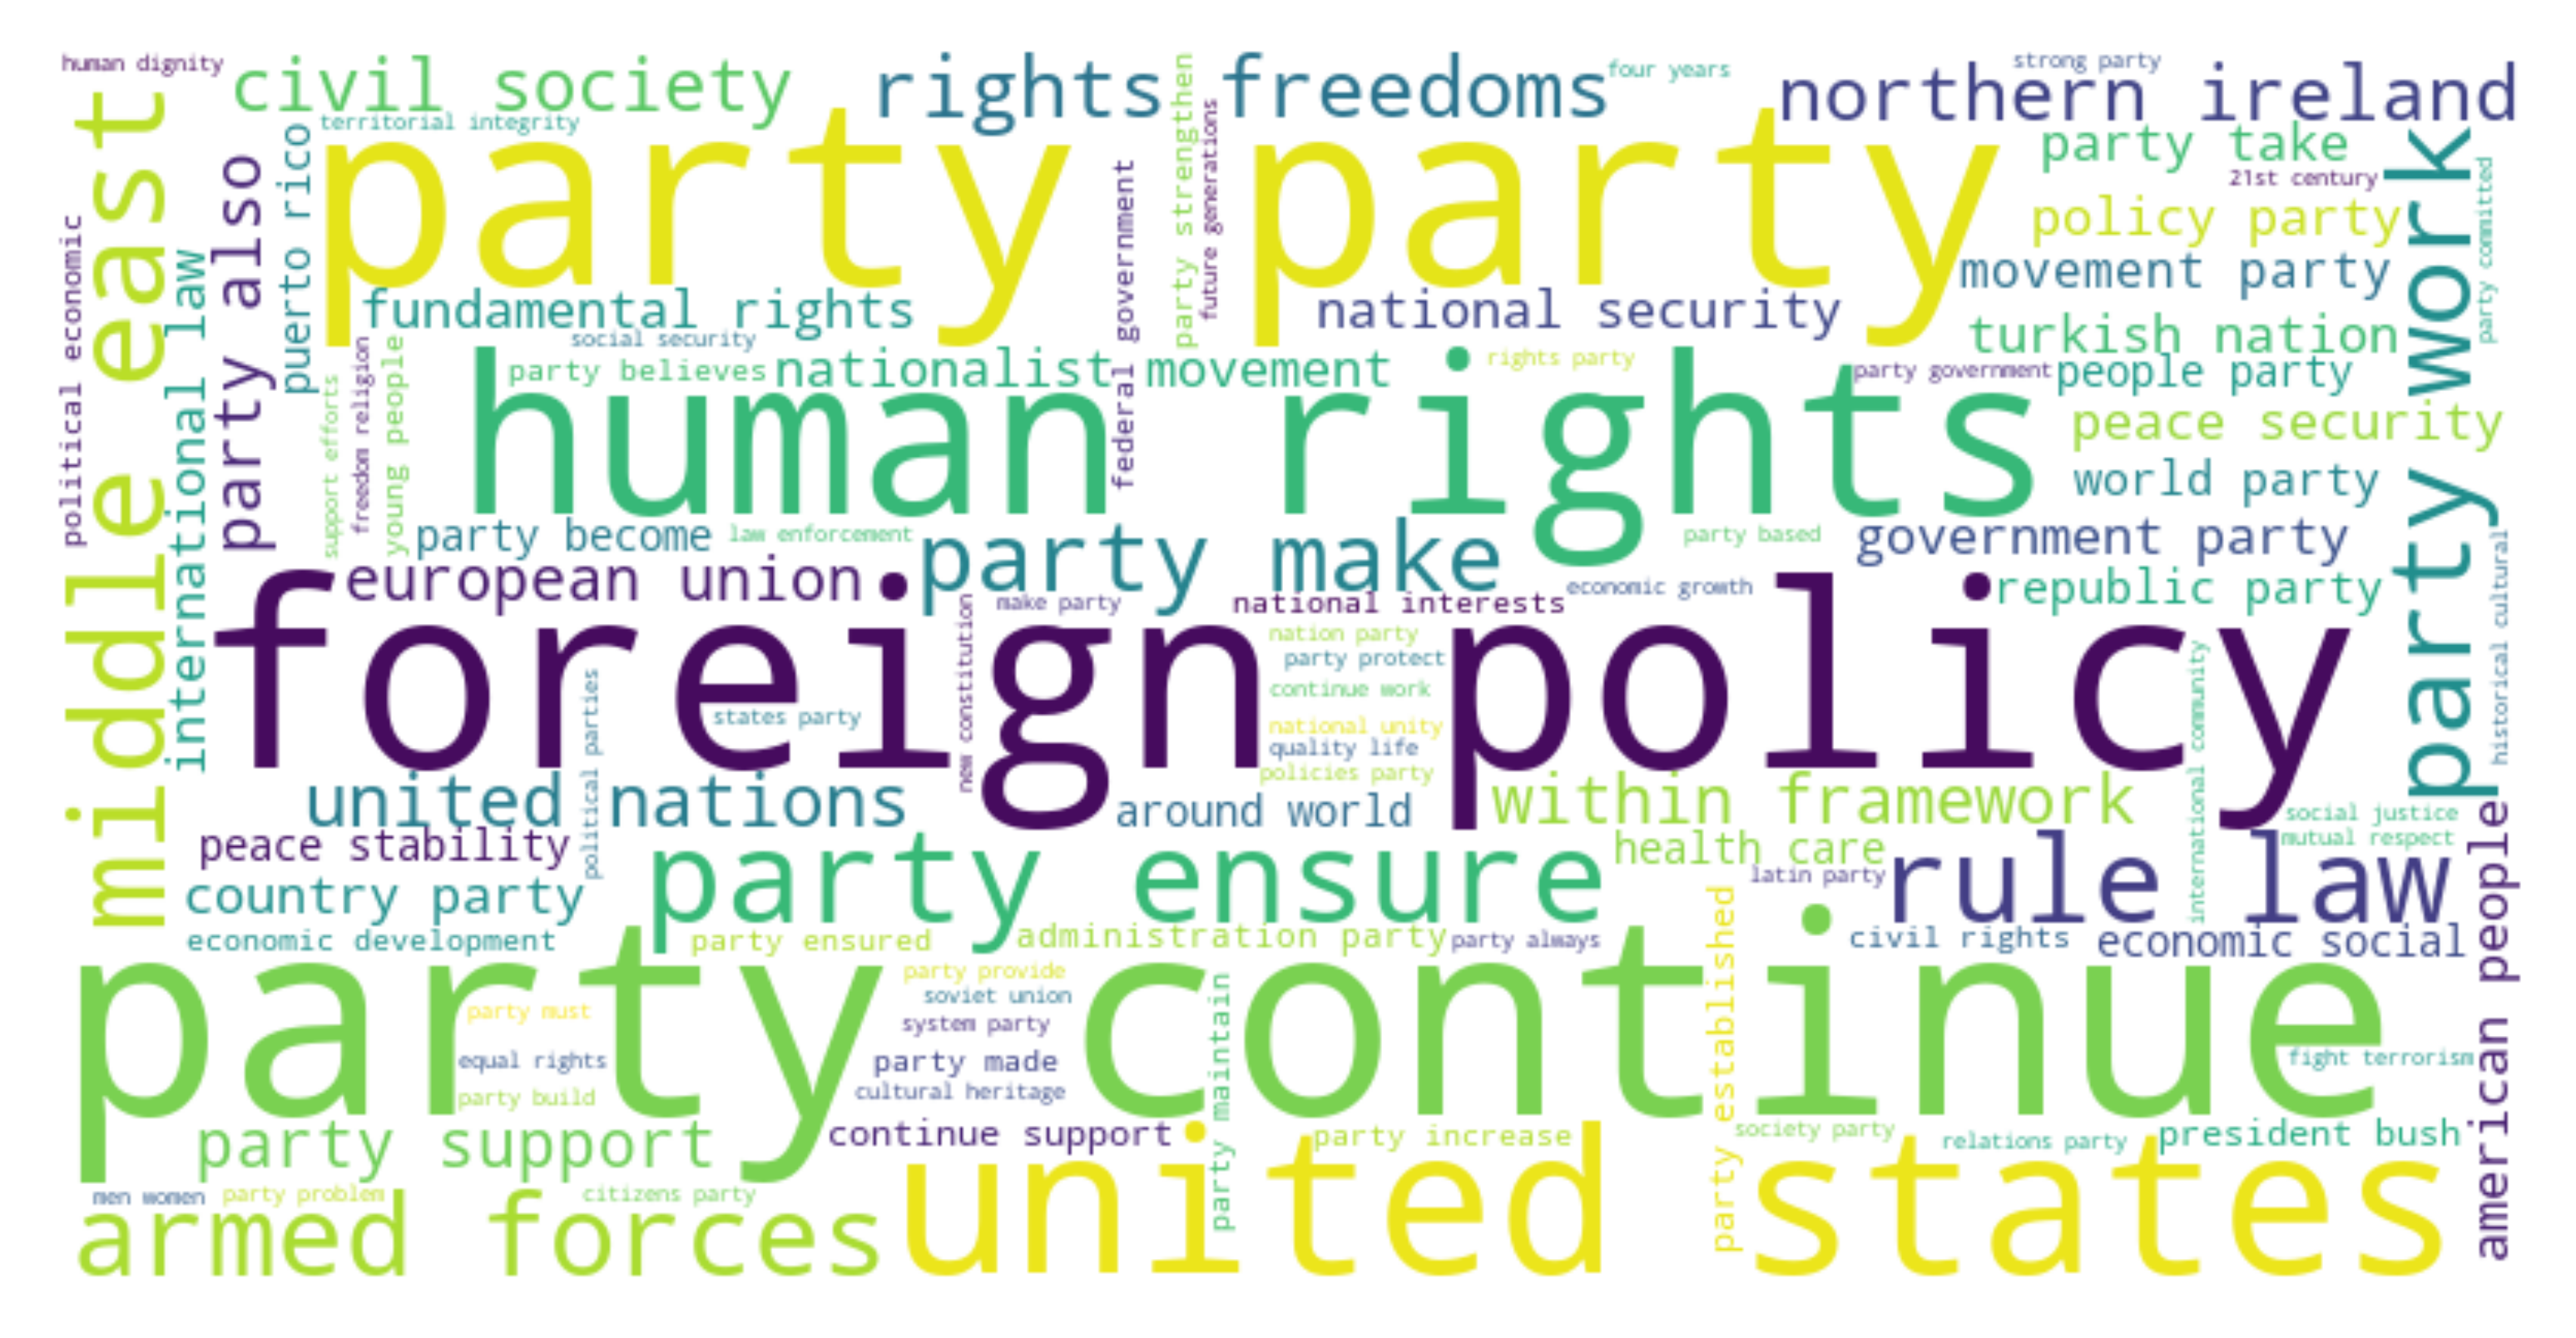 human dignity
civil society
rights freedoms
four years
strong party
northern ireland
territorial integrity
party party
party take
21st century
policy party
movement party
middle east
political economic
international law
party also
puerto rico
federal government
party strengthen
future generations
party work
party committed
fundamental rights
national security
turkish nation
social security
party believes
nationalist movement
rights party
party government
people party
human rights
peace security
support efforts
freedom religion
young people
world party
party become
law enforcement
party make
party based
government party
european union
economic growth
republic party
make party
national interests
foreign policy
new constitution
nation party
party protect
continue work
states party
national unity
quality life
policies party
political parties
international community
historical cultural
united nations
around world
within framework
social justice
mutual respect
peace stability
health care
party ensure
rule law
latin party
country party
american people
economic development
party ensured
administration party
party always
civil rights
economic social
party continue
party provide
soviet union
party must
system party
equal rights
party made
cultural heritage
party build
party maintain
party established
fight terrorism
party support
continue support
party increase
society party
relations party
president bush
men women
party problem
citizens party
armed forces
united states